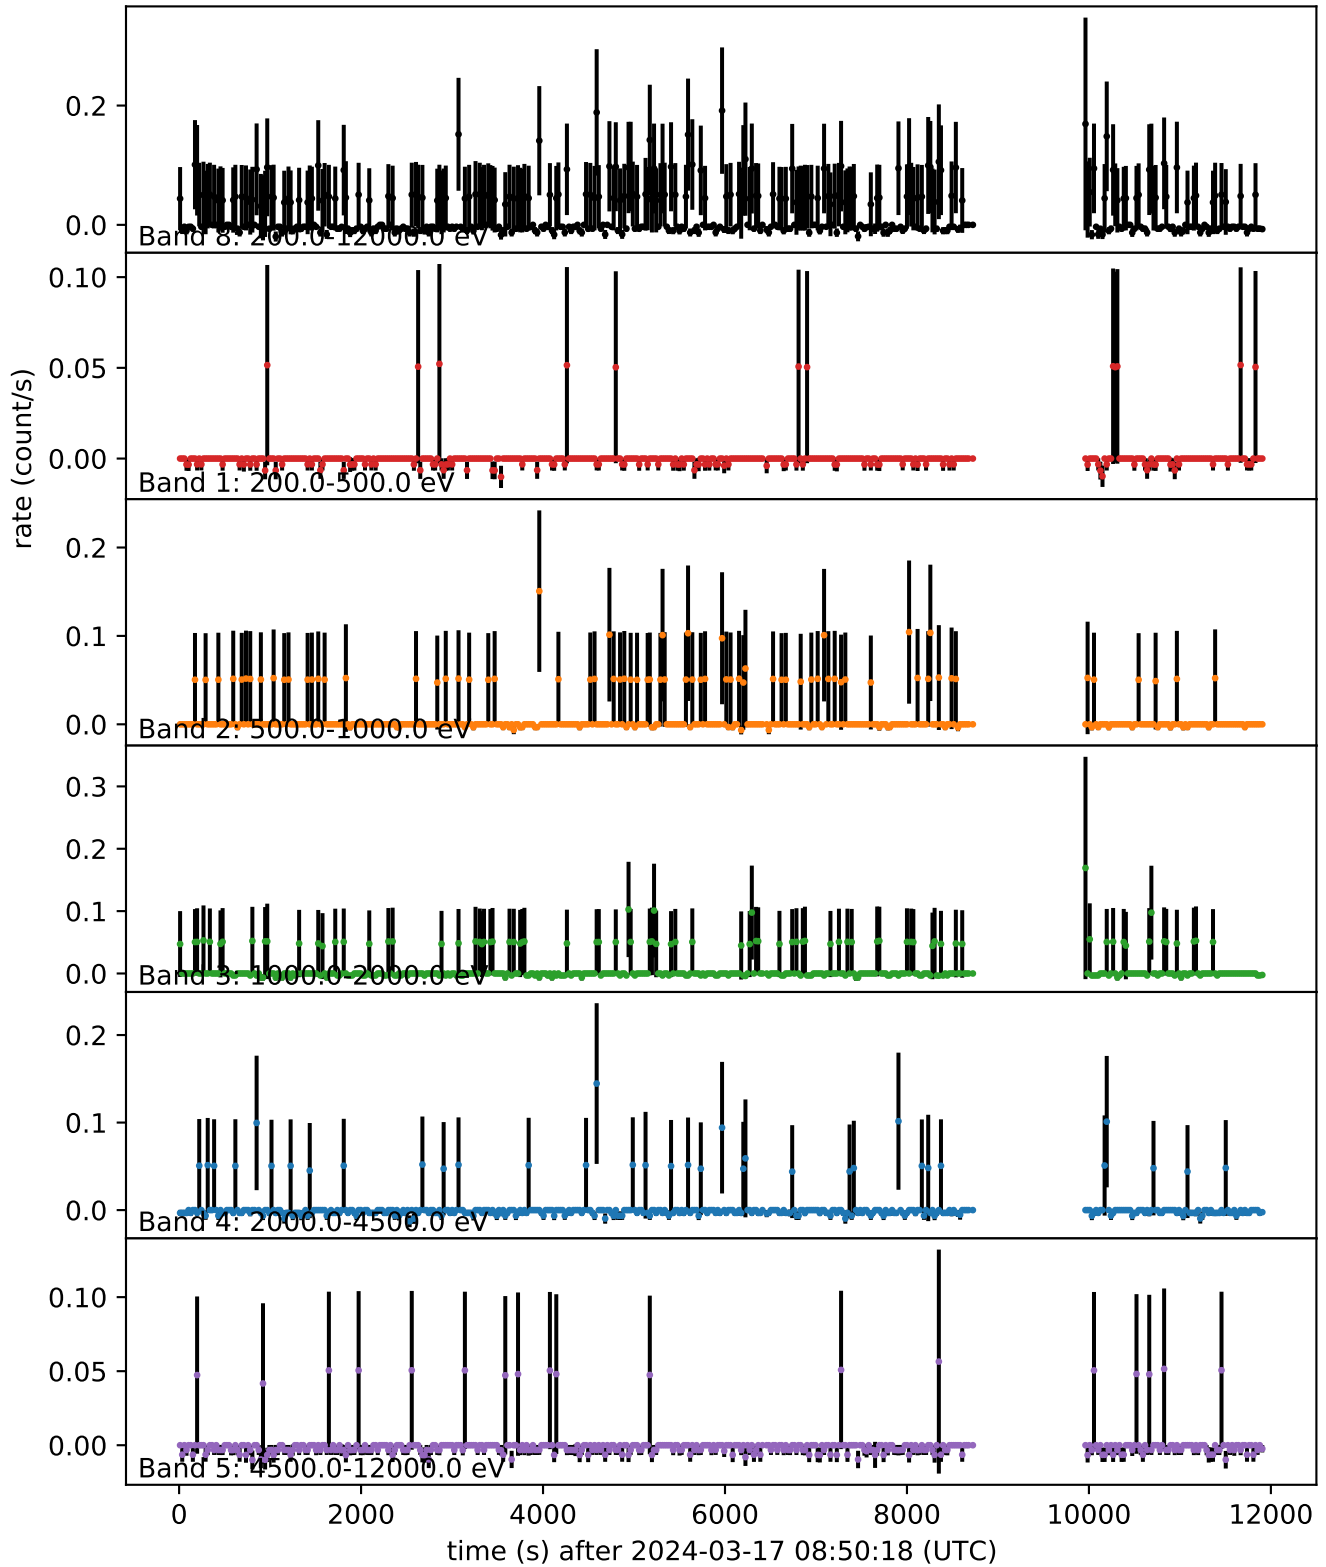 0.2
0.0
Band 8: 200.0-12000.0 eV
0.10
0.05
0.00
Band 1: 200.0-500.0 eV
rate (count/s)
0.2
0.1
0.0
Band 2: 500.0-1000.0 eV
0.3
0.2
0.1
0.0
Band 3: 1000.0-2000.0 eV
0.2
0.1
0.0
Band 4: 2000.0-4500.0 eV
0.10
0.05
0.00
Band 5: 4500.0-12000.0 eV
0 2000 4000 6000 8000 10000 12000
time (s) after 2024-03-17 08:50:18 (UTC)